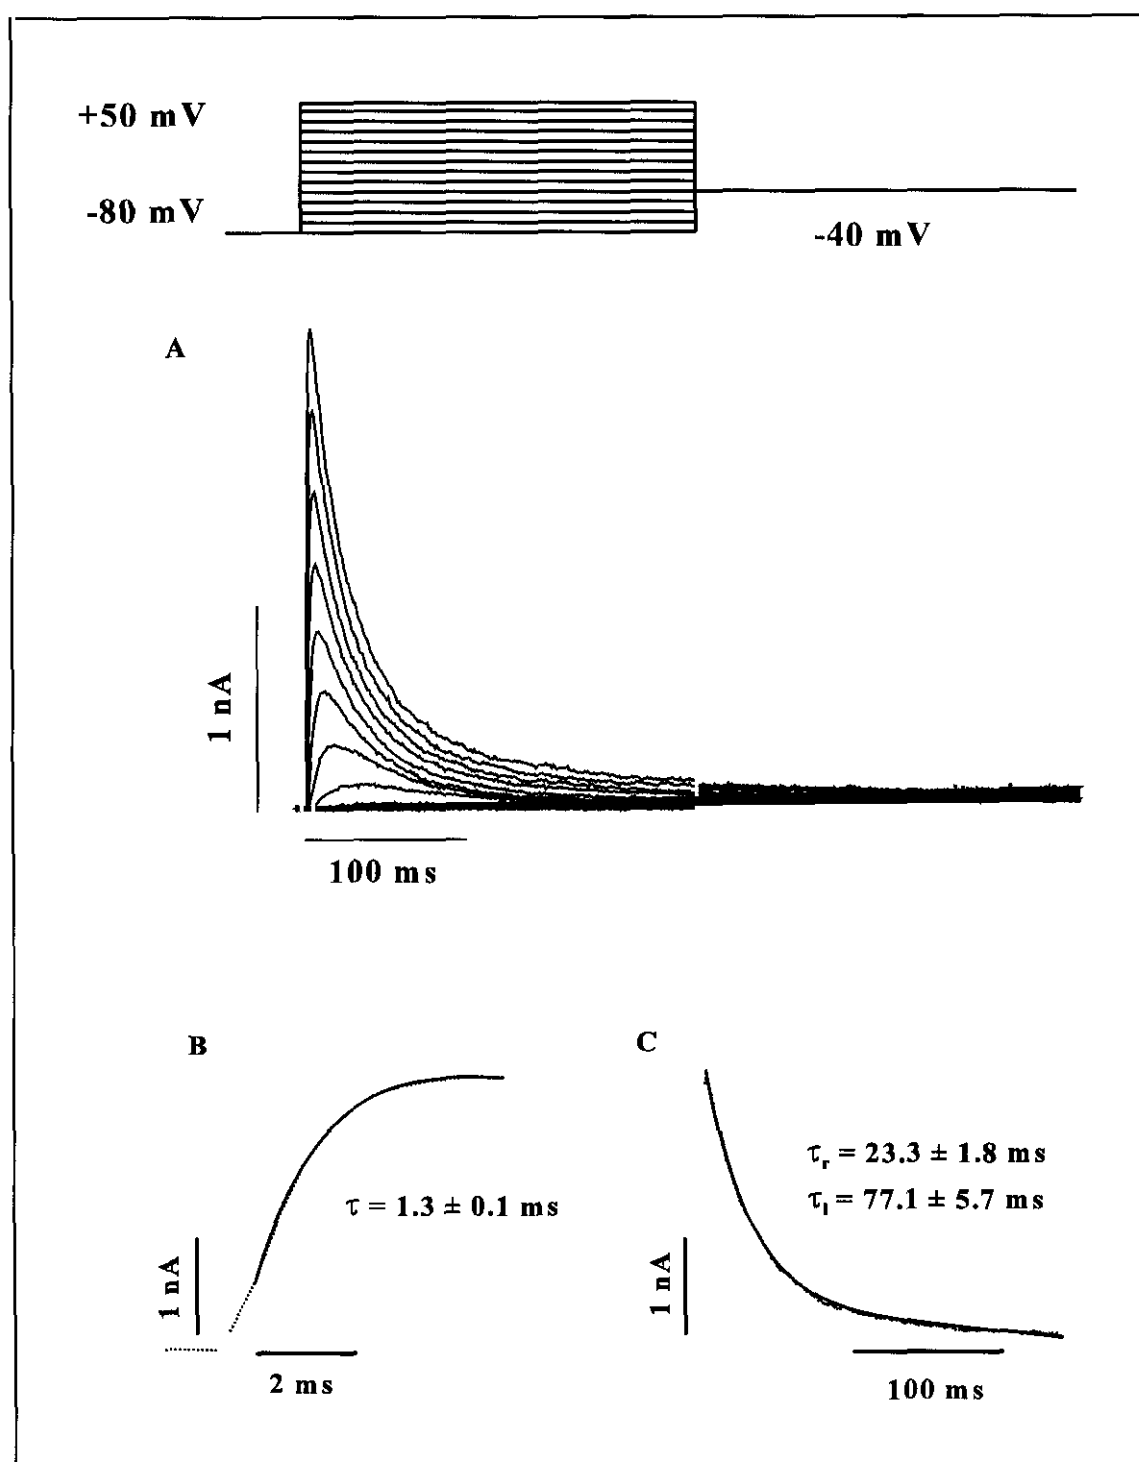 +50 mV
-80 mV
-40 mV
A
1 nA
100 ms
B
C
τ = 1.3 ± 0.1 ms
τr = 23.3 ± 1.8 ms
τl = 77.1 ± 5.7 ms
1 nA
2 ms
1 nA
100 ms